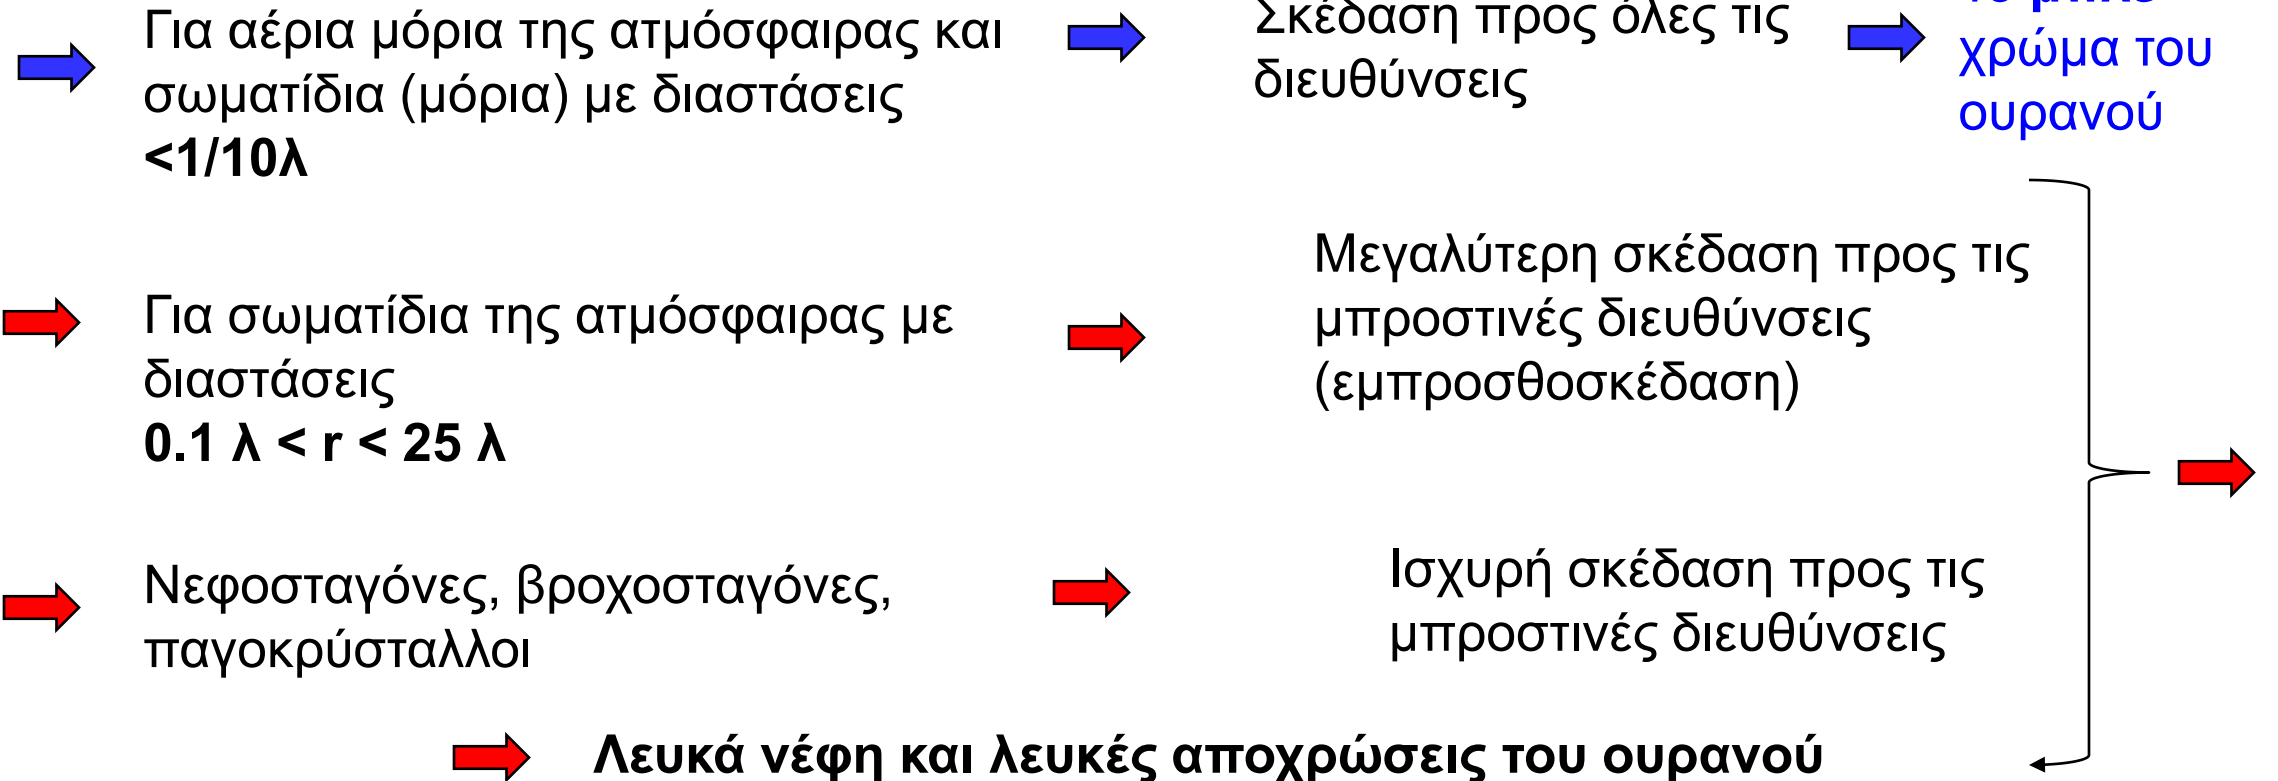 Για αέρια μόρια της ατμόσφαιρας και
σωματίδια (μόρια) με διαστάσεις
<1/10λ
Σκέδαση προς όλες τις
διευθύνσεις
χρώμα του
ουρανού
Για σωματίδια της ατμόσφαιρας με
διαστάσεις
0.1 λ < r < 25 λ
Μεγαλύτερη σκέδαση προς τις
μπροστινές διευθύνσεις
(εμπροσθοσκέδαση)
Νεφοσταγόνες, βροχοσταγόνες,
παγοκρύσταλλοι
Ισχυρή σκέδαση προς τις
μπροστινές διευθύνσεις
Λευκά νέφη και λευκές αποχρώσεις του ουρανού